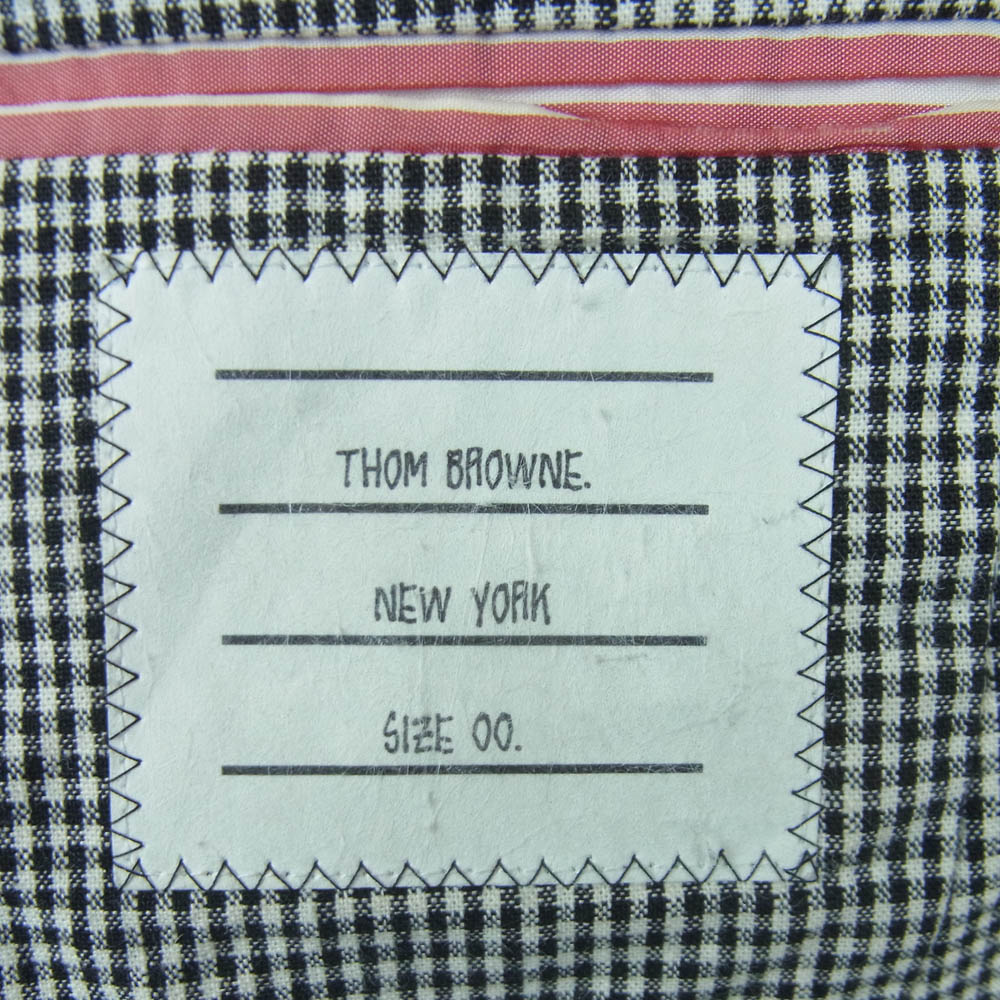 THOM BROWNE.
NEW YORK
SIZE 00.